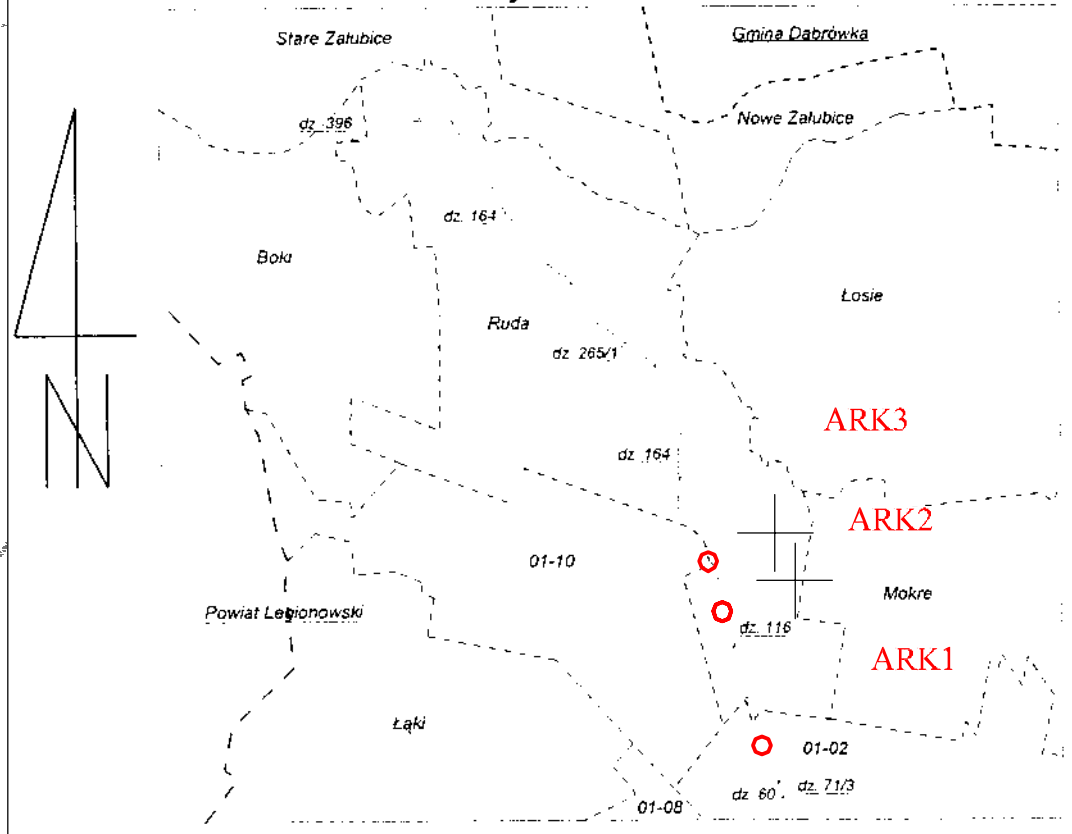 Stare Załubice
Gmina Dąbrówka
dz. 396
Nowe Załubice
dz. 164
Boki
Łosie
Ruda
dz. 265/1
ARK3
dz. 164
ARK2
01-10
Mokre
Powiat Legionowski
dz. 116
ARK1
Łąki
01-02
dz. 60
dz. 71/3
01-08
N